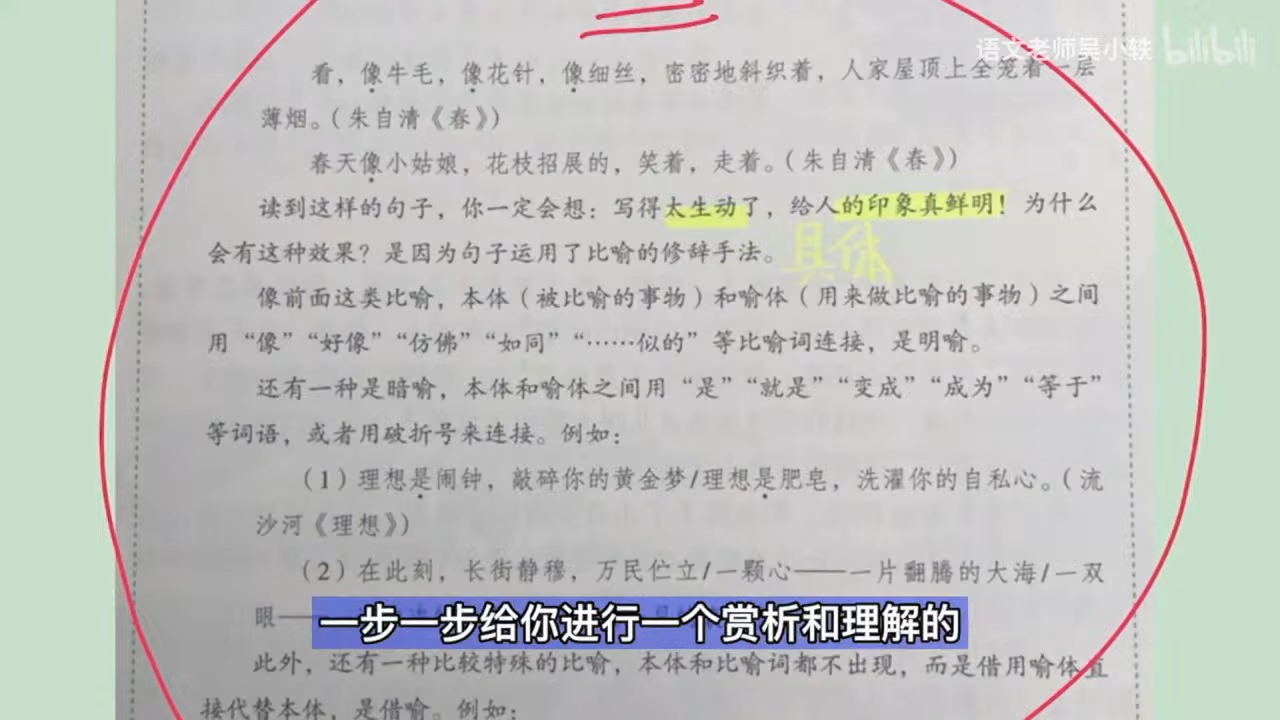 语文老师吴小轶 bilibili
看，像牛毛，像花针，像细丝，密密地斜织着，人家屋顶上全笼着一层
薄烟。（朱自清《春》）
春天像小姑娘，花枝招展的，笑着，走着。（朱自清《春》）
读到这样的句子，你一定会想：写得太生动了，给人的印象真鲜明！为什么
会有这种效果？是因为句子运用了比喻的修辞手法。
具体
像前面这类比喻，本体（被比喻的事物）和喻体（用来做比喻的事物）之间
用“像”“好像”“仿佛”“如同”“……似的”等比喻词连接，是明喻。
还有一种是暗喻，本体和喻体之间用“是”“就是”“变成”“成为”“等于”
等词语，或者用破折号来连接。例如：
（1）理想是闹钟，敲碎你的黄金梦/理想是肥皂，洗濯你的自私心。（流
沙河《理想》）
（2）在此刻，长街静穆，万民伫立/一颗心——一片翻腾的大海/一双
眼——
一步一步给你进行一个赏析和理解的
此外，还有一种比较特殊的比喻，本体和比喻词都不出现，而是借用喻体直
接代替本体，是借喻。例如：